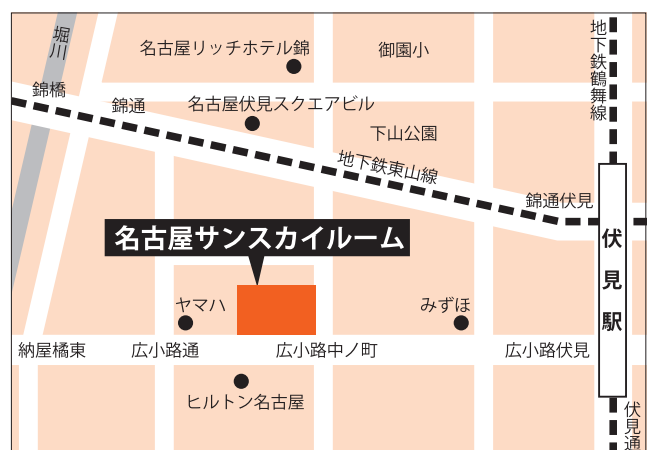 堀川
名古屋リッチホテル錦
御園小
地下鉄鶴舞線
錦橋
錦通
名古屋伏見スクエアビル
下山公園
地下鉄東山線
錦通伏見
名古屋サンスカイルーム
伏見駅
ヤマハ
みずほ
納屋橋東
広小路通
広小路中ノ町
広小路伏見
ヒルトン名古屋
伏見通